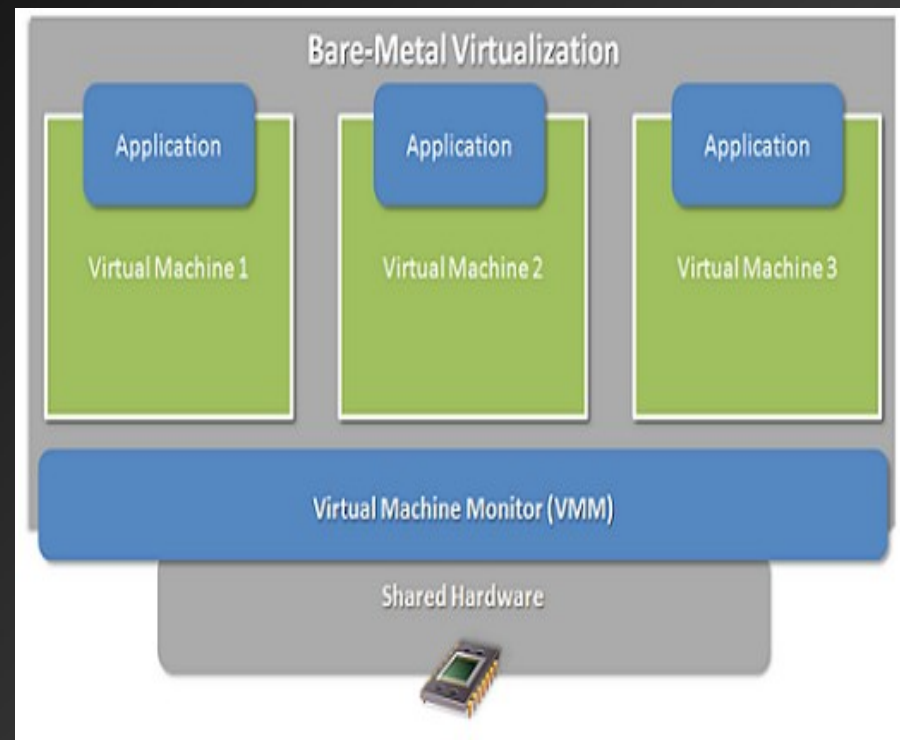 Bare-Metal Virtualization
Application
Application
Application
Virtual Machine 1
Virtual Machine 2
Virtual Machine 3
Virtual Machine Monitor (VMM)
Shared Hardware